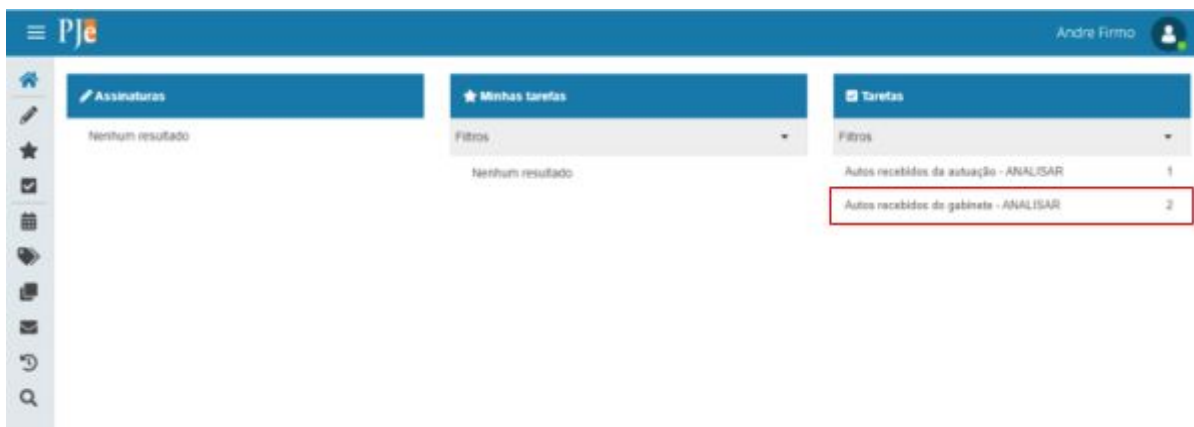 PJe
Andre Firmo
Assinaturas
Nenhum resultado
Minhas tarefas
Filtros
Nenhum resultado
Tarefas
Filtros
Autos recebidos da autuação - ANALISAR 1
Autos recebidos do gabinete - ANALISAR 2